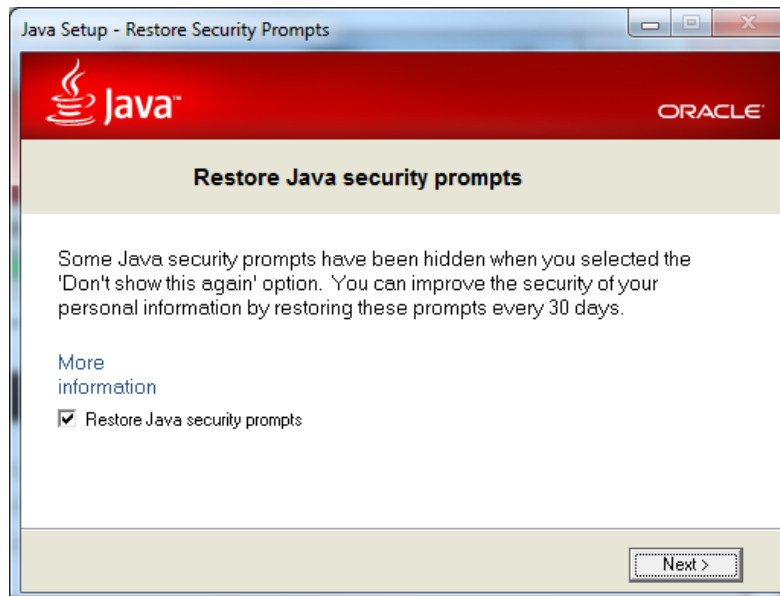 Java Setup - Restore Security Prompts
Java™
ORACLE
Restore Java security prompts
Some Java security prompts have been hidden when you selected the
'Don't show this again' option. You can improve the security of your
personal information by restoring these prompts every 30 days.
More
information
Restore Java security prompts
Next >